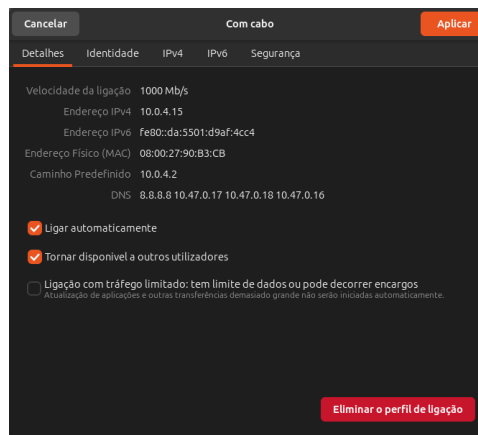 Cancelar Com cabo Aplicar
Detalhes Identidade IPv4 IPv6 Segurança
Velocidade da ligação 1000 Mb/s
Endereço IPv4 10.0.4.15
Endereço IPv6 fe80::da:5501:d9af:4cc4
Endereço Físico (MAC) 08:00:27:90:B3:CB
Caminho Predefinido 10.0.4.2
DNS 8.8.8.8 10.47.0.17 10.47.0.18 10.47.0.16
Ligar automaticamente
Tornar disponivel a outros utilizadores
Ligação com tráfego limitado: tem limite de dados ou pode decorrer encargos
Atualização de aplicações e outras transferências demasiado grande não serão iniciadas automaticamente.
Eliminar o perfil de ligação